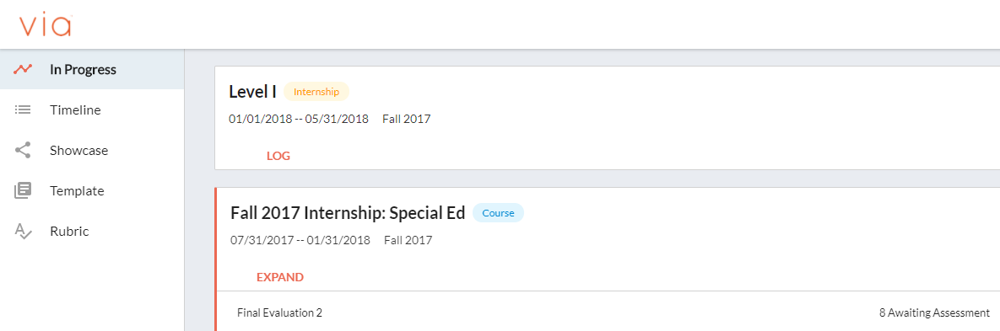 via
In Progress
Timeline
Showcase
Template
Rubric
Level I Internship
01/01/2018 -- 05/31/2018 Fall 2017
LOG
Fall 2017 Internship: Special Ed Course
07/31/2017 -- 01/31/2018 Fall 2017
EXPAND
Final Evaluation 2 8 Awaiting Assessment